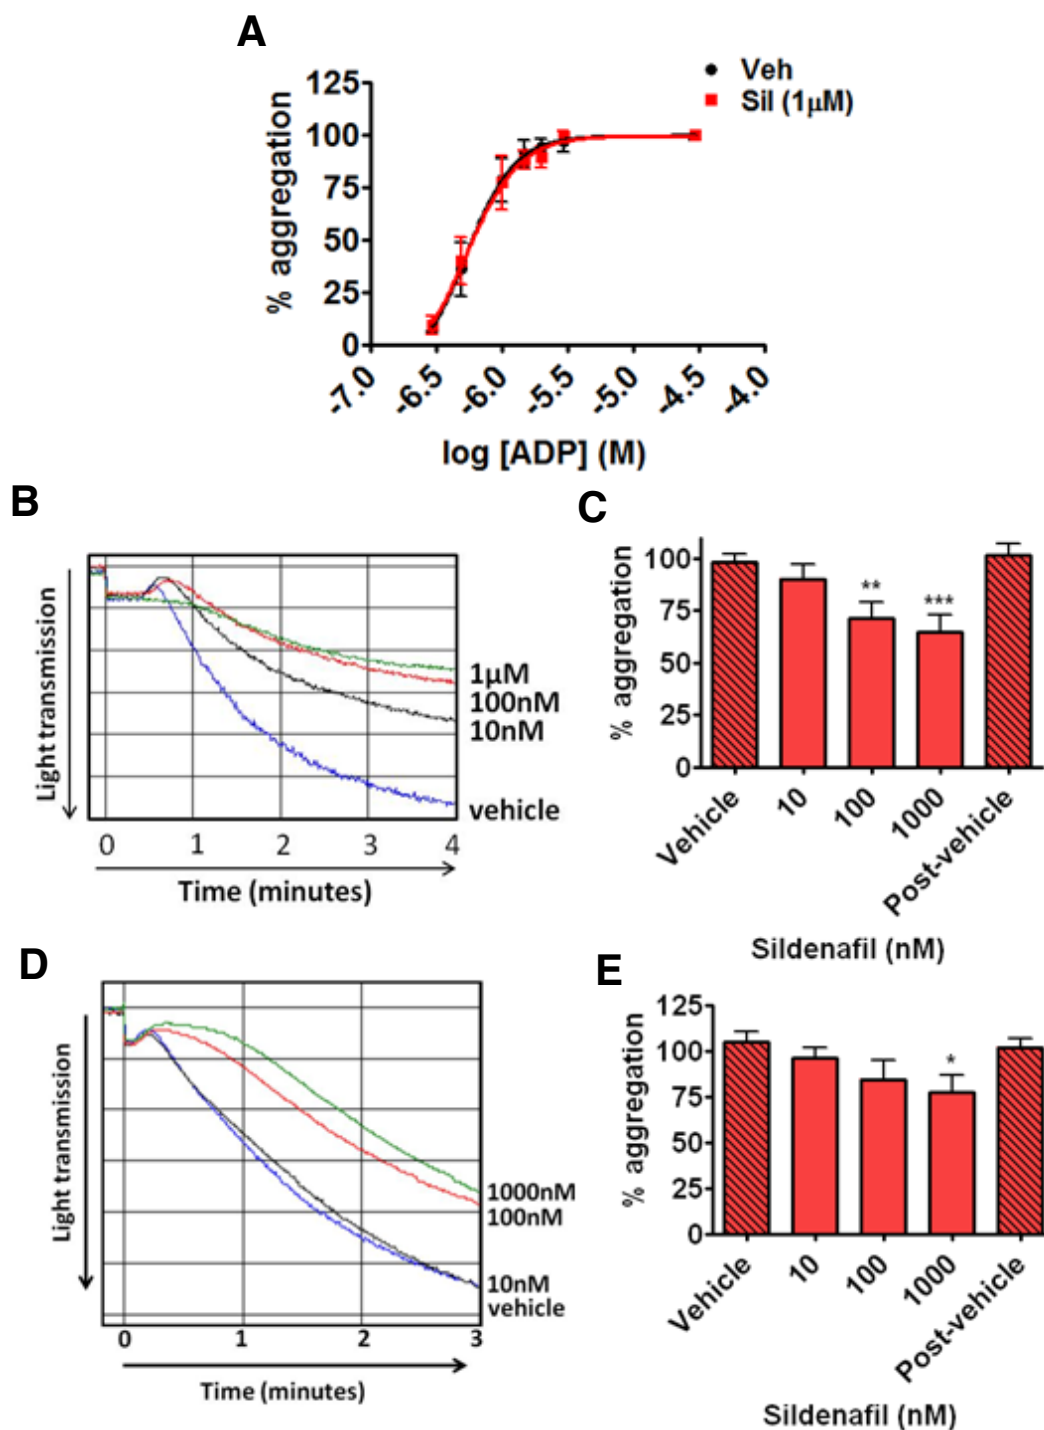 A
Veh
Sil (1μM)
125
100
75
50
25
0
% aggregation
-7.0
-6.5
-6.0
-5.5
-5.0
-4.5
-4.0
log [ADP] (M)
B
Light transmission
1μM
100nM
10nM
vehicle
0 1 2 3 4
Time (minutes)
C
% aggregation
100
75
50
25
0
**
***
Vehicle
10
100
1000
Post-vehicle
Sildenafil (nM)
D
Light transmission
1000nM
100nM
10nM
vehicle
0 1 2 3
Time (minutes)
E
% aggregation
125
100
75
50
25
0
*
Vehicle
10
100
1000
Post-vehicle
Sildenafil (nM)